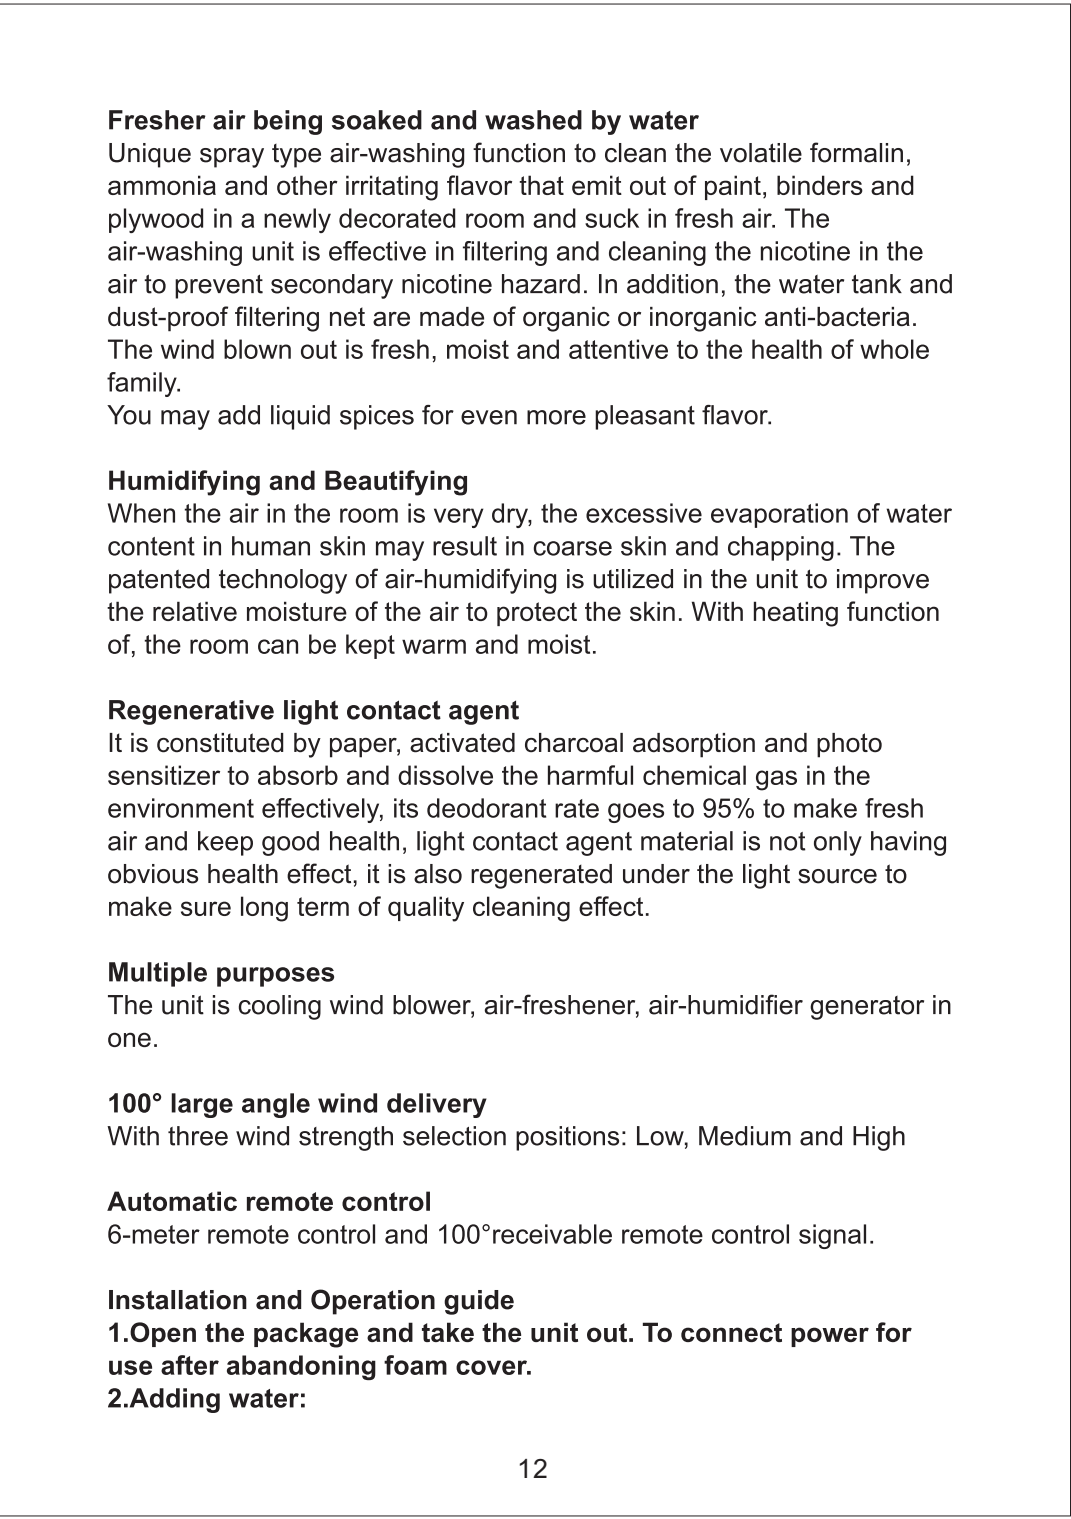 Fresher air being soaked and washed by water
Unique spray type air-washing function to clean the volatile formalin,
ammonia and other irritating flavor that emit out of paint, binders and
plywood in a newly decorated room and suck in fresh air. The
air-washing unit is effective in filtering and cleaning the nicotine in the
air to prevent secondary nicotine hazard. In addition, the water tank and
dust-proof filtering net are made of organic or inorganic anti-bacteria.
The wind blown out is fresh, moist and attentive to the health of whole
family.
You may add liquid spices for even more pleasant flavor.
Humidifying and Beautifying
When the air in the room is very dry, the excessive evaporation of water
content in human skin may result in coarse skin and chapping. The
patented technology of air-humidifying is utilized in the unit to improve
the relative moisture of the air to protect the skin. With heating function
of, the room can be kept warm and moist.
Regenerative light contact agent
It is constituted by paper, activated charcoal adsorption and photo
sensitizer to absorb and dissolve the harmful chemical gas in the
environment effectively, its deodorant rate goes to 95% to make fresh
air and keep good health, light contact agent material is not only having
obvious health effect, it is also regenerated under the light source to
make sure long term of quality cleaning effect.
Multiple purposes
The unit is cooling wind blower, air-freshener, air-humidifier generator in
one.
100° large angle wind delivery
With three wind strength selection positions: Low, Medium and High
Automatic remote control
6-meter remote control and 100°receivable remote control signal.
Installation and Operation guide
1.Open the package and take the unit out. To connect power for
use after abandoning foam cover.
2.Adding water:
12